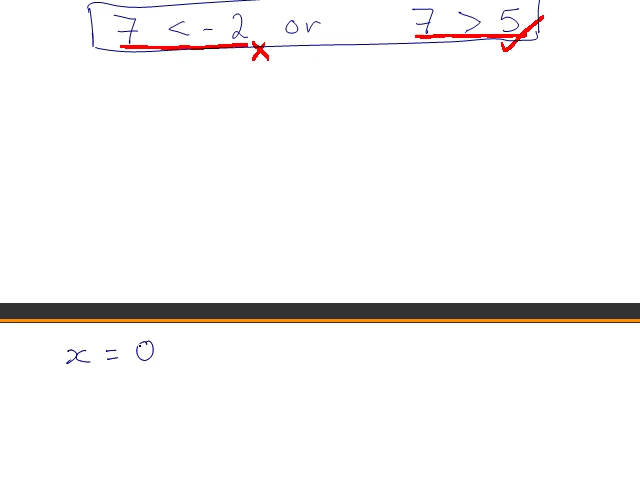 7 < -2 or 7 > 5
x = 0